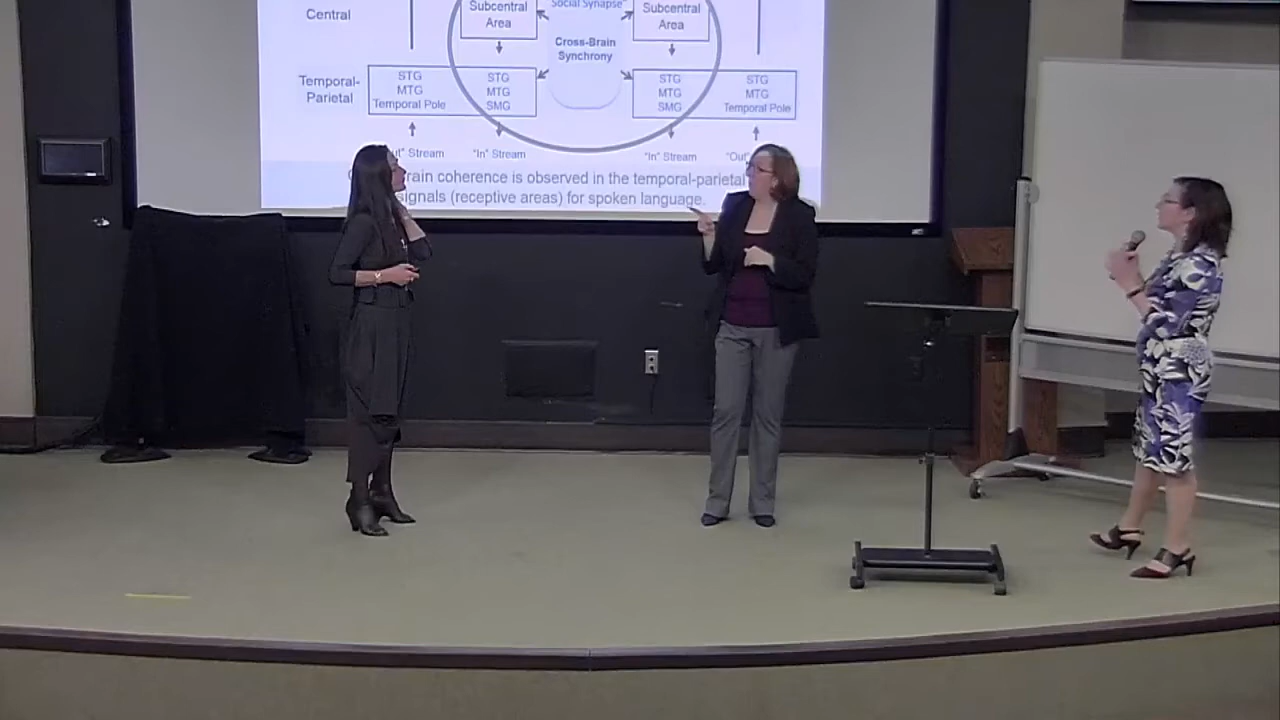 Social Synapse"
Central
Subcentral
Area
Subcentral
Area
Cross-Brain
Synchrony
Temporal-
Parietal
STG
MTG
Temporal Pole
STG
MTG
SMG
STG
MTG
SMG
STG
MTG
Temporal Pole
Stream
"In" Stream
"In" Stream
"Out"
coherence is observed in the temporal-parietal
signals (receptive areas) for spoken language.